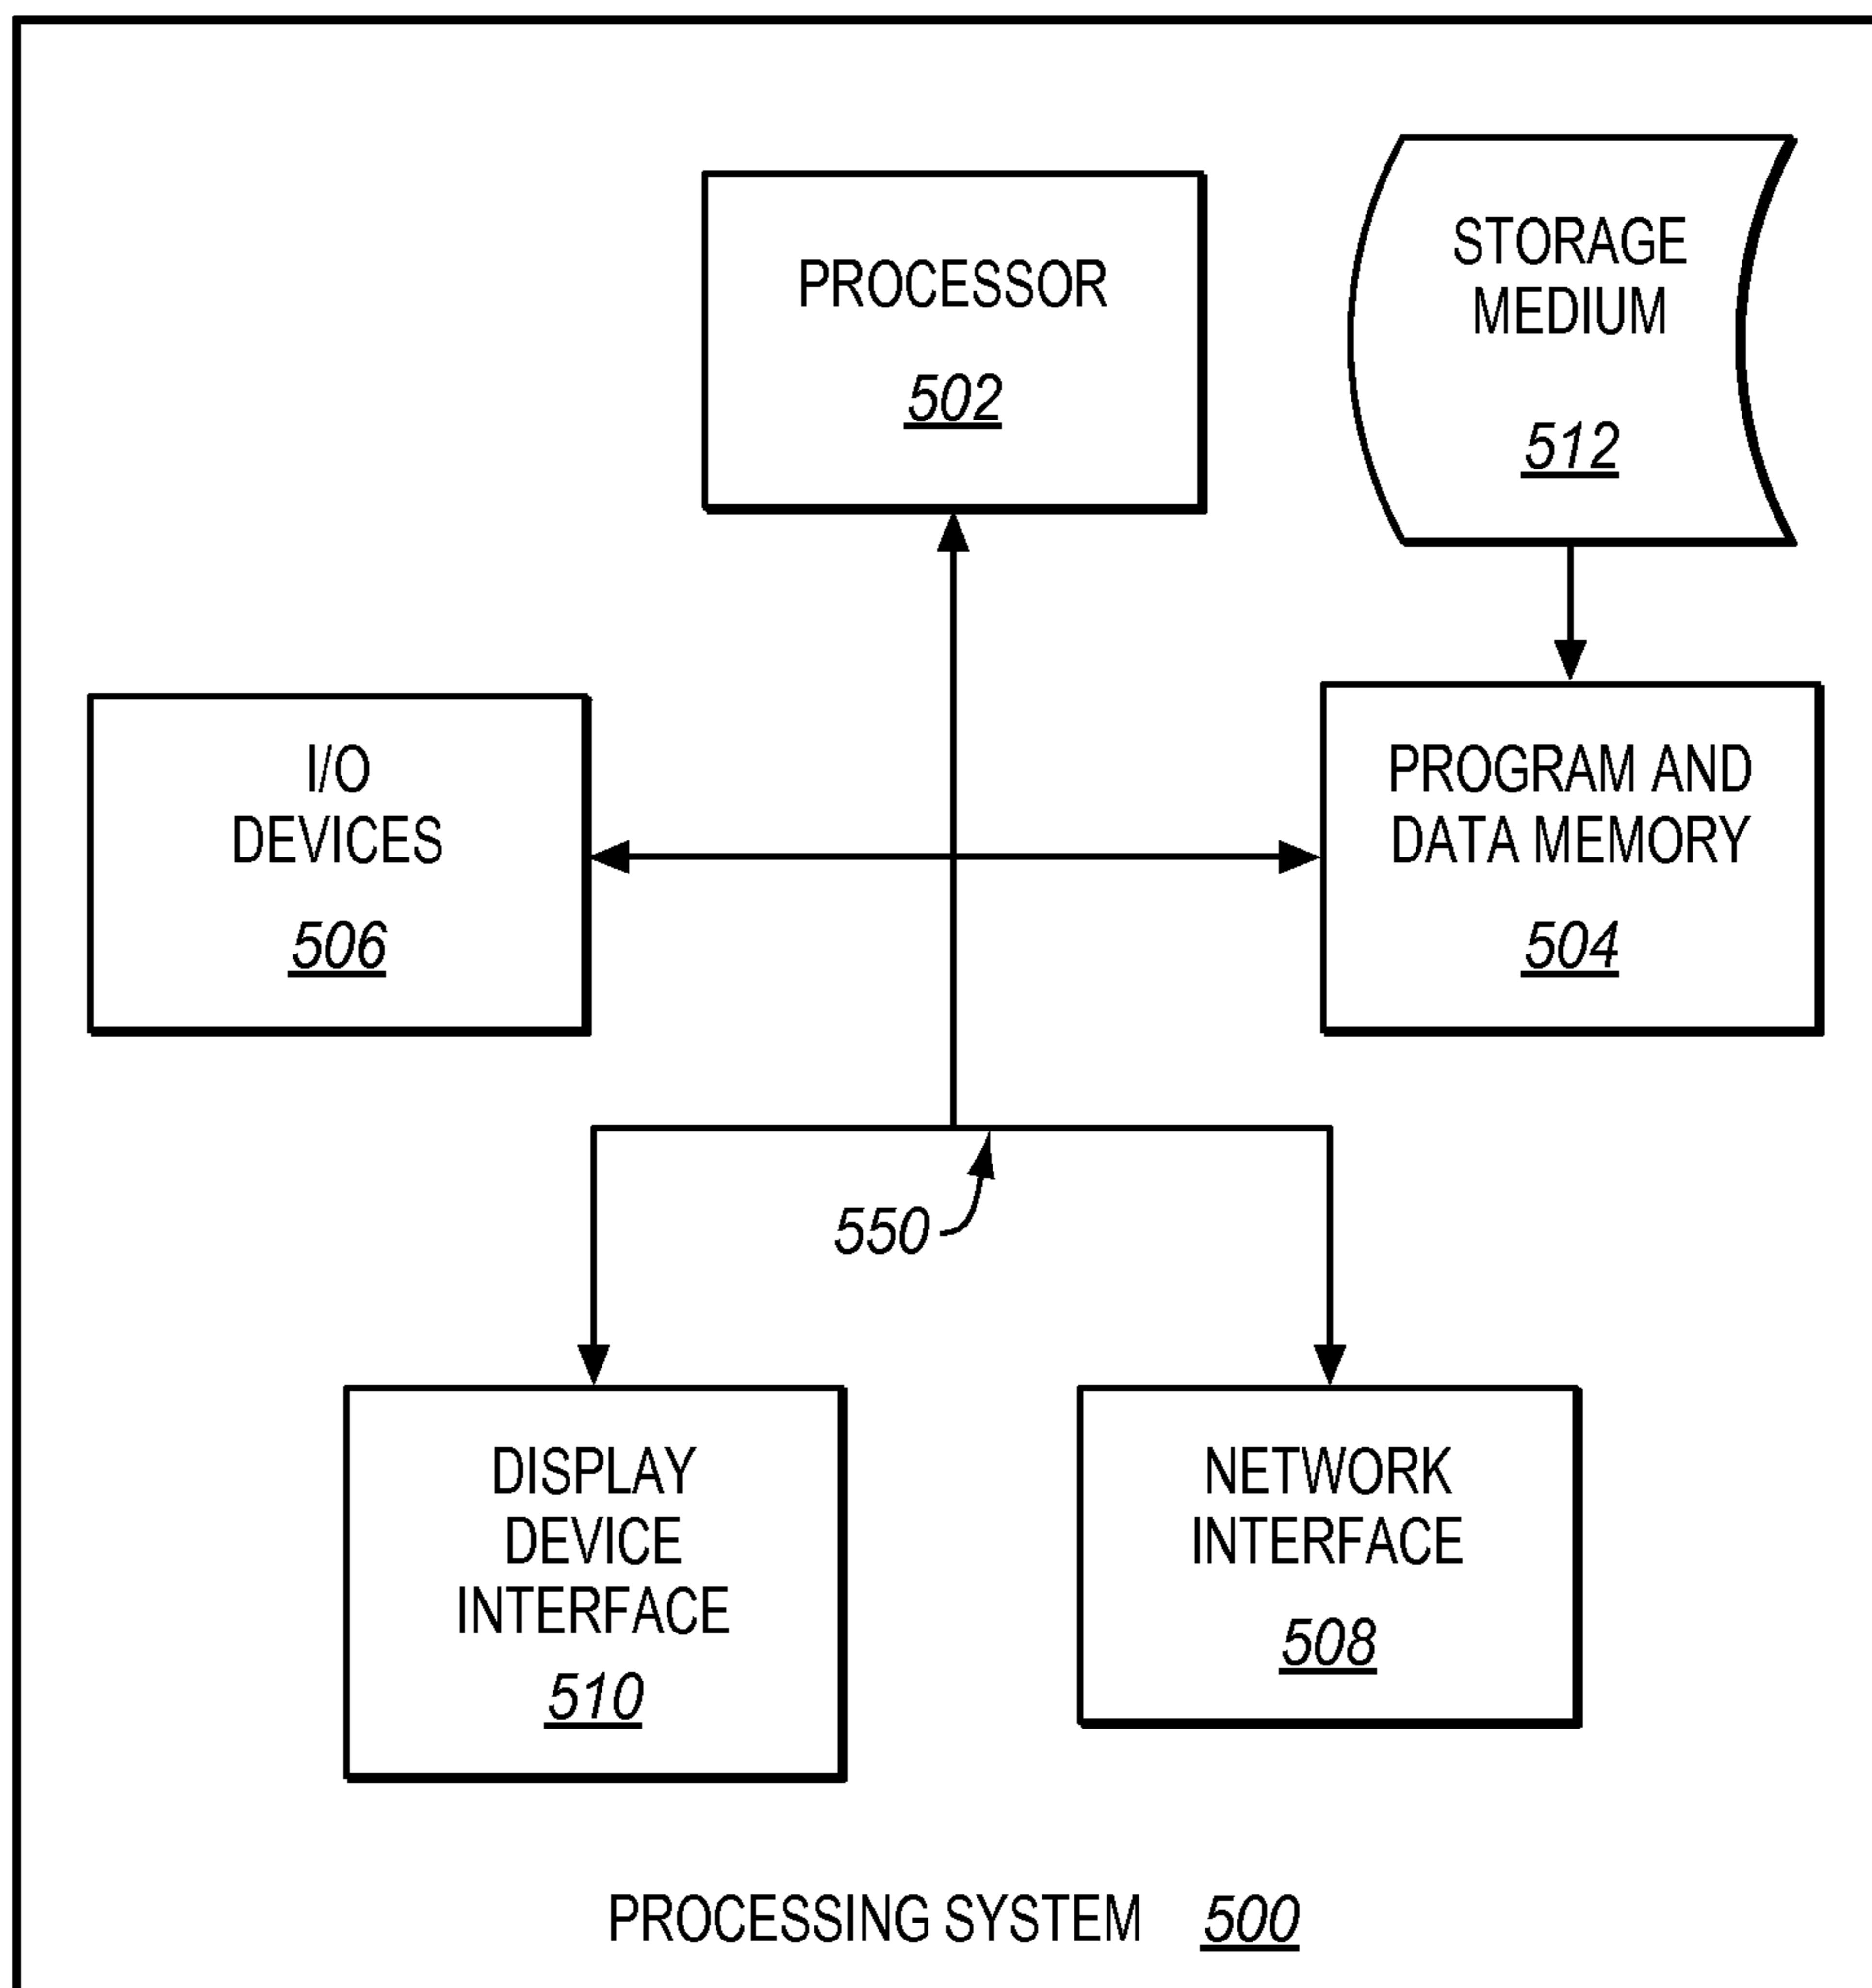 PROCESSOR
502
STORAGE
MEDIUM
512
I/O
DEVICES
506
PROGRAM AND
DATA MEMORY
504
550
DISPLAY
DEVICE
INTERFACE
510
NETWORK
INTERFACE
508
PROCESSING SYSTEM 500